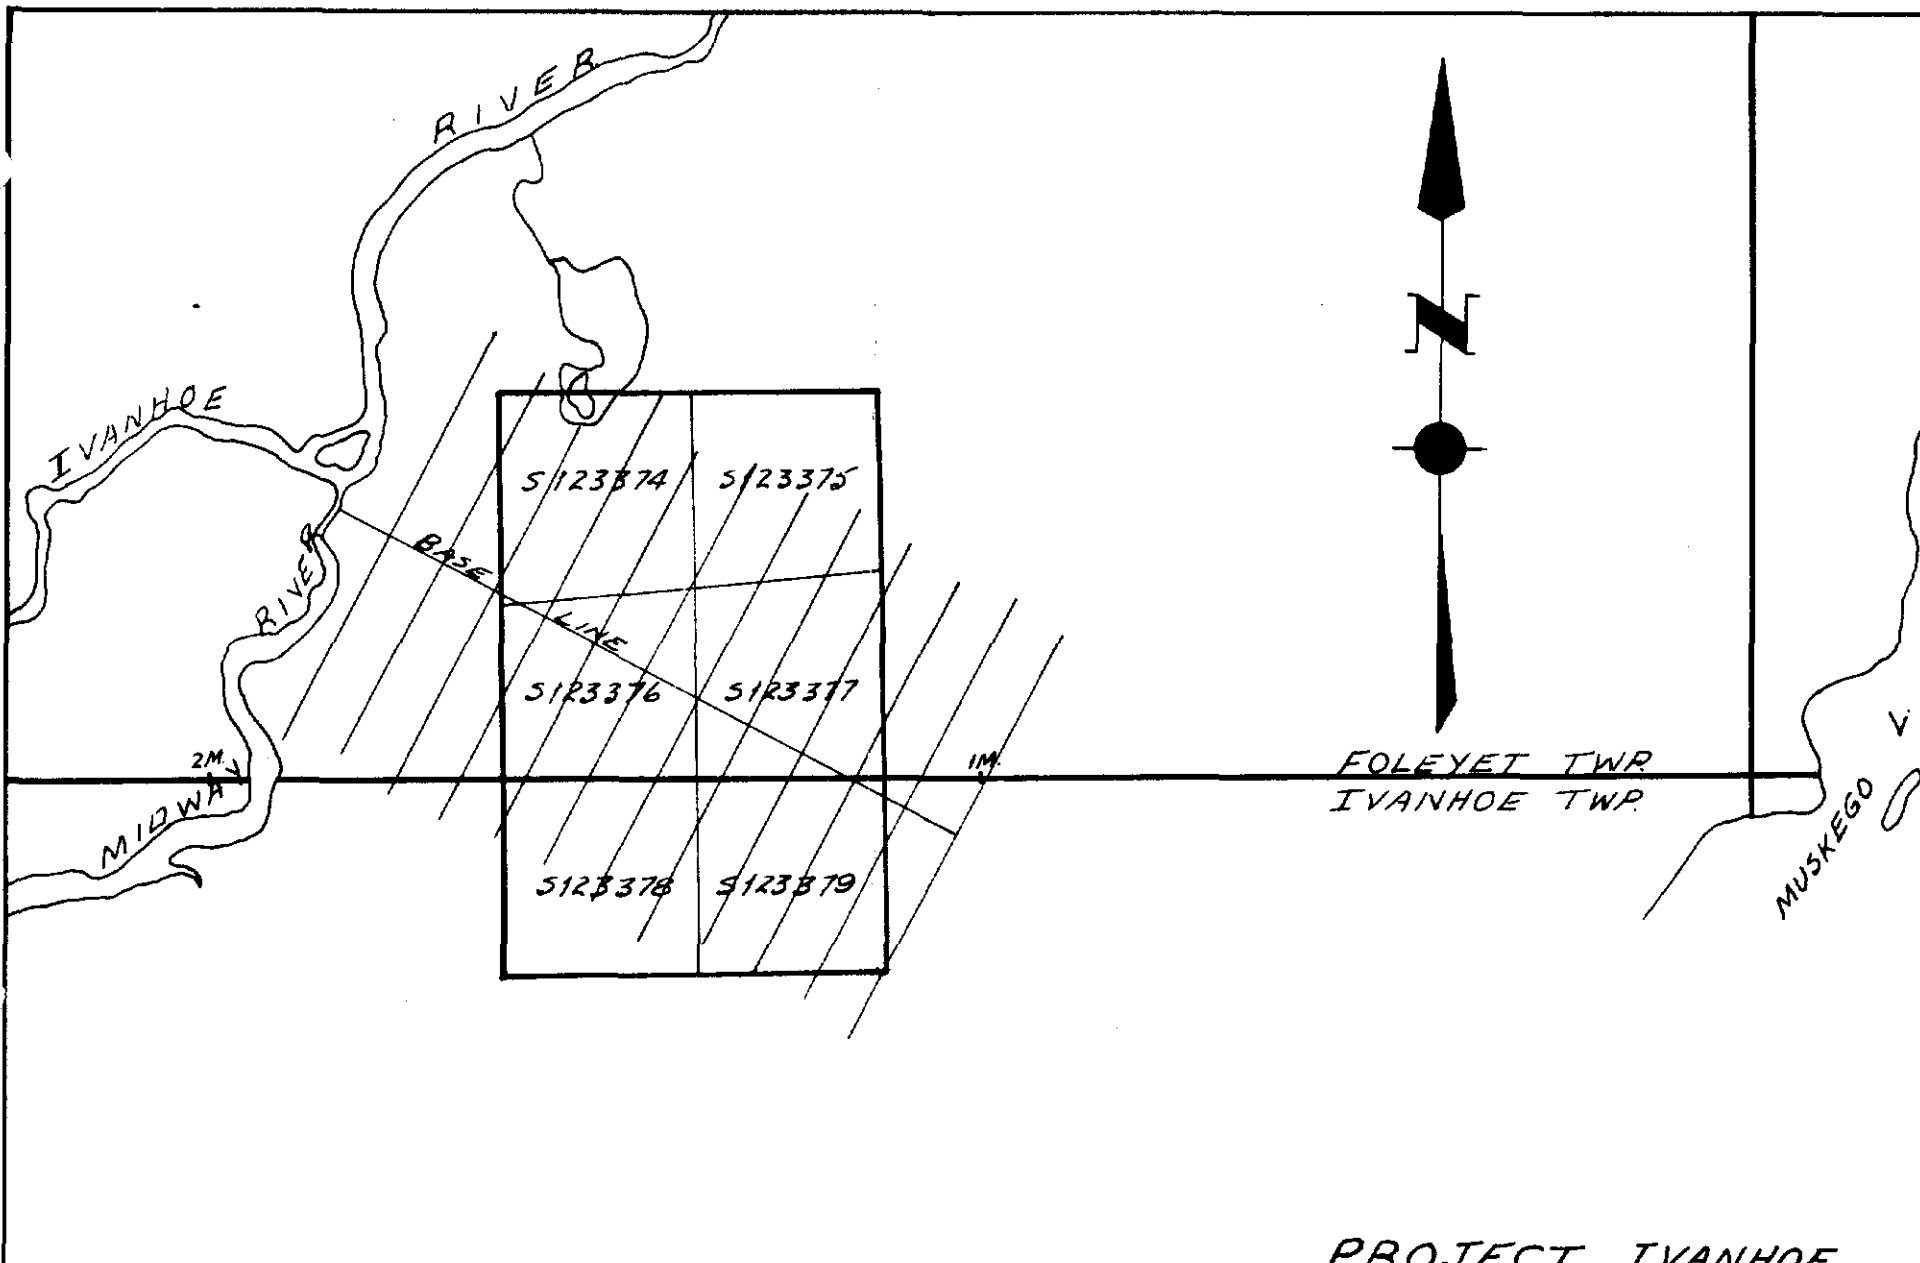 RIVER
N
IVANHOE
S123374 S123375
BASE LINE
RIVER
S123376 S123377
2M. 1M.
FOLEYET TWP.
IVANHOE TWP.
MIDWAY
MUSKEGO
S123378 S123379
PROJECT IVANHOE